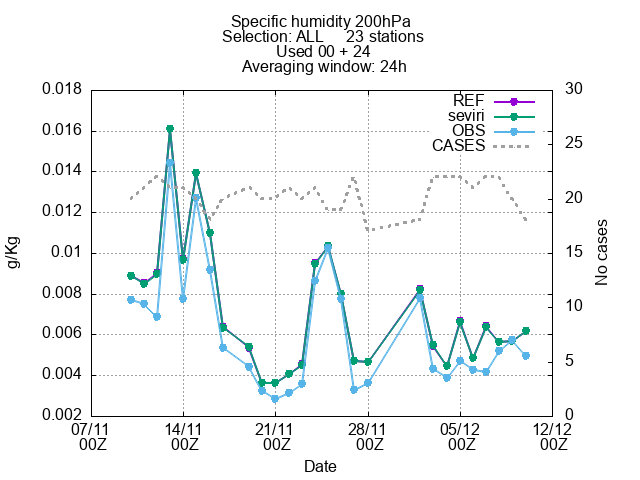 Specific humidity 200hPa
Selection: ALL     23 stations
Used 00 + 24
Averaging window: 24h
0.018
0.016
0.014
0.012
0.01
0.008
0.006
0.004
0.002
g/Kg
30
25
20
15
10
5
0
No cases
REF
seviri
OBS
CASES
07/11 14/11 21/11 28/11 05/12 12/12
00Z 00Z 00Z 00Z 00Z 00Z
Date